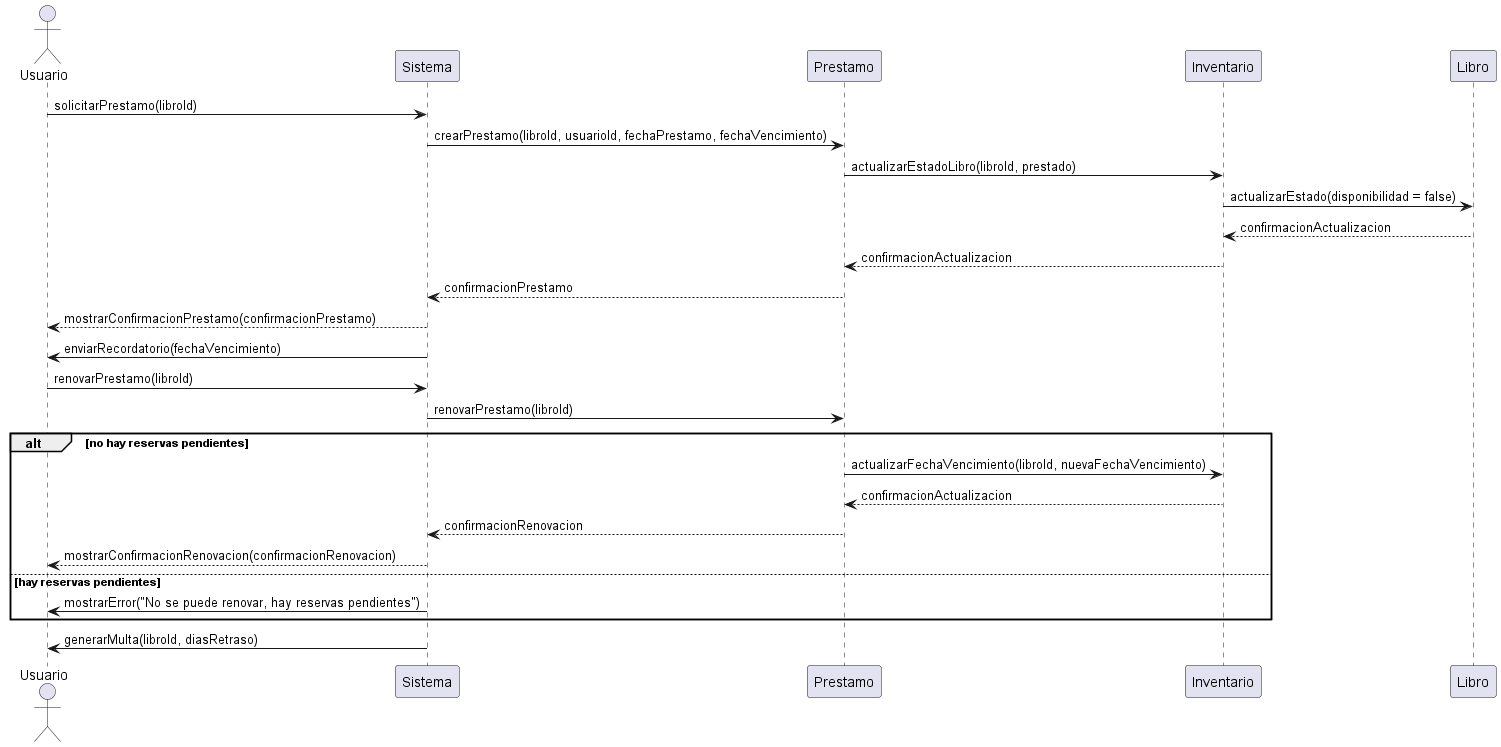 Usuario
Sistema
Prestamo
Inventario
Libro
solicitarPrestamo(libroId)
crearPrestamo(libroId, usuarioId, fechaPrestamo, fechaVencimiento)
actualizarEstadoLibro(libroId, prestado)
actualizarEstado(disponibilidad = false)
confirmacionActualizacion
confirmacionActualizacion
confirmacionPrestamo
mostrarConfirmacionPrestamo(confirmacionPrestamo)
enviarRecordatorio(fechaVencimiento)
renovarPrestamo(libroId)
renovarPrestamo(libroId)
alt [no hay reservas pendientes]
actualizarFechaVencimiento(libroId, nuevaFechaVencimiento)
confirmacionActualizacion
confirmacionRenovacion
mostrarConfirmacionRenovacion(confirmacionRenovacion)
[hay reservas pendientes]
mostrarError("No se puede renovar, hay reservas pendientes")
generarMulta(libroId, diasRetraso)
Usuario
Sistema
Prestamo
Inventario
Libro